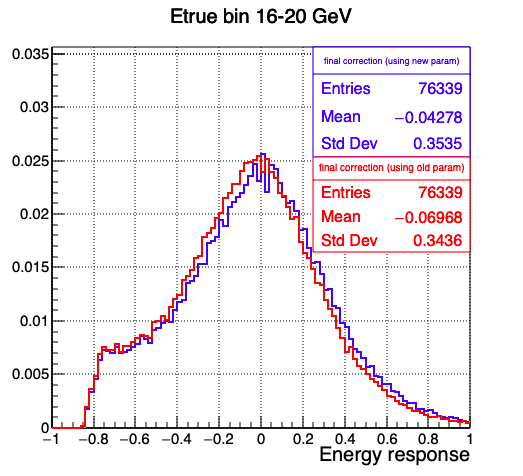 Etrue bin 16-20 GeV
final correction (using new param)
Entries 76339
Mean −0.04278
Std Dev 0.3535
final correction (using old param)
Entries 76339
Mean −0.06968
Std Dev 0.3436
0.035
0.03
0.025
0.02
0.015
0.01
0.005
0
−1 −0.8 −0.6 −0.4 −0.2 0 0.2 0.4 0.6 0.8 1
Energy response